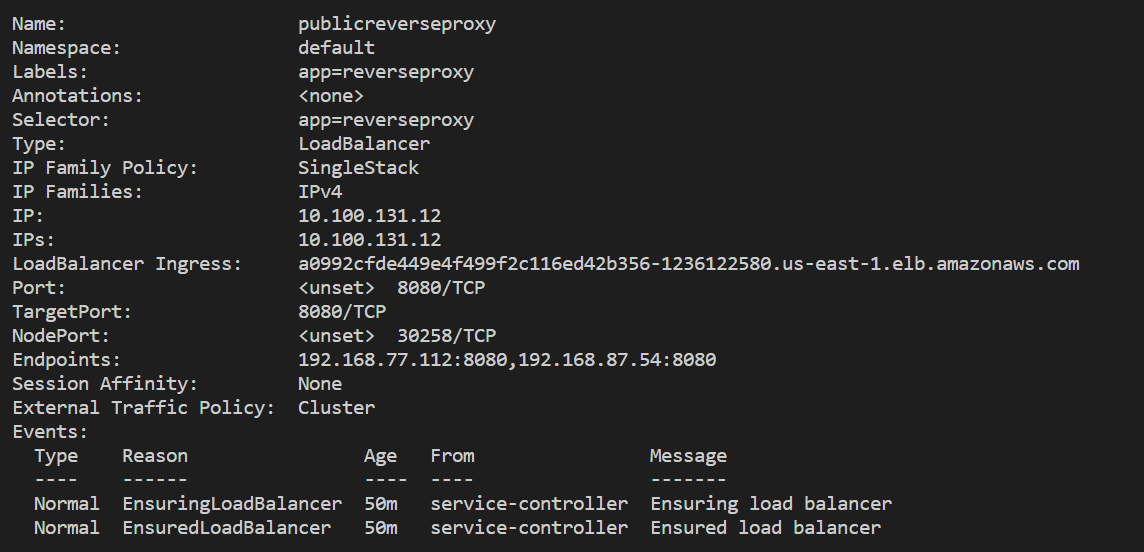 Name:                     publicreverseproxy
Namespace:                default
Labels:                   app=reverseproxy
Annotations:              <none>
Selector:                 app=reverseproxy
Type:                     LoadBalancer
IP Family Policy:         SingleStack
IP Families:              IPv4
IP:                       10.100.131.12
IPs:                      10.100.131.12
LoadBalancer Ingress:     a0992cfde449e4f499f2c116ed42b356-1236122580.us-east-1.elb.amazonaws.com
Port:                     <unset>  8080/TCP
TargetPort:               8080/TCP
NodePort:                 <unset>  30258/TCP
Endpoints:                192.168.77.112:8080,192.168.87.54:8080
Session Affinity:         None
External Traffic Policy:  Cluster
Events:
  Type    Reason                Age   From                Message
  ----    ------                ----  ----                -------
  Normal  EnsuringLoadBalancer  50m   service-controller  Ensuring load balancer
  Normal  EnsuredLoadBalancer   50m   service-controller  Ensured load balancer